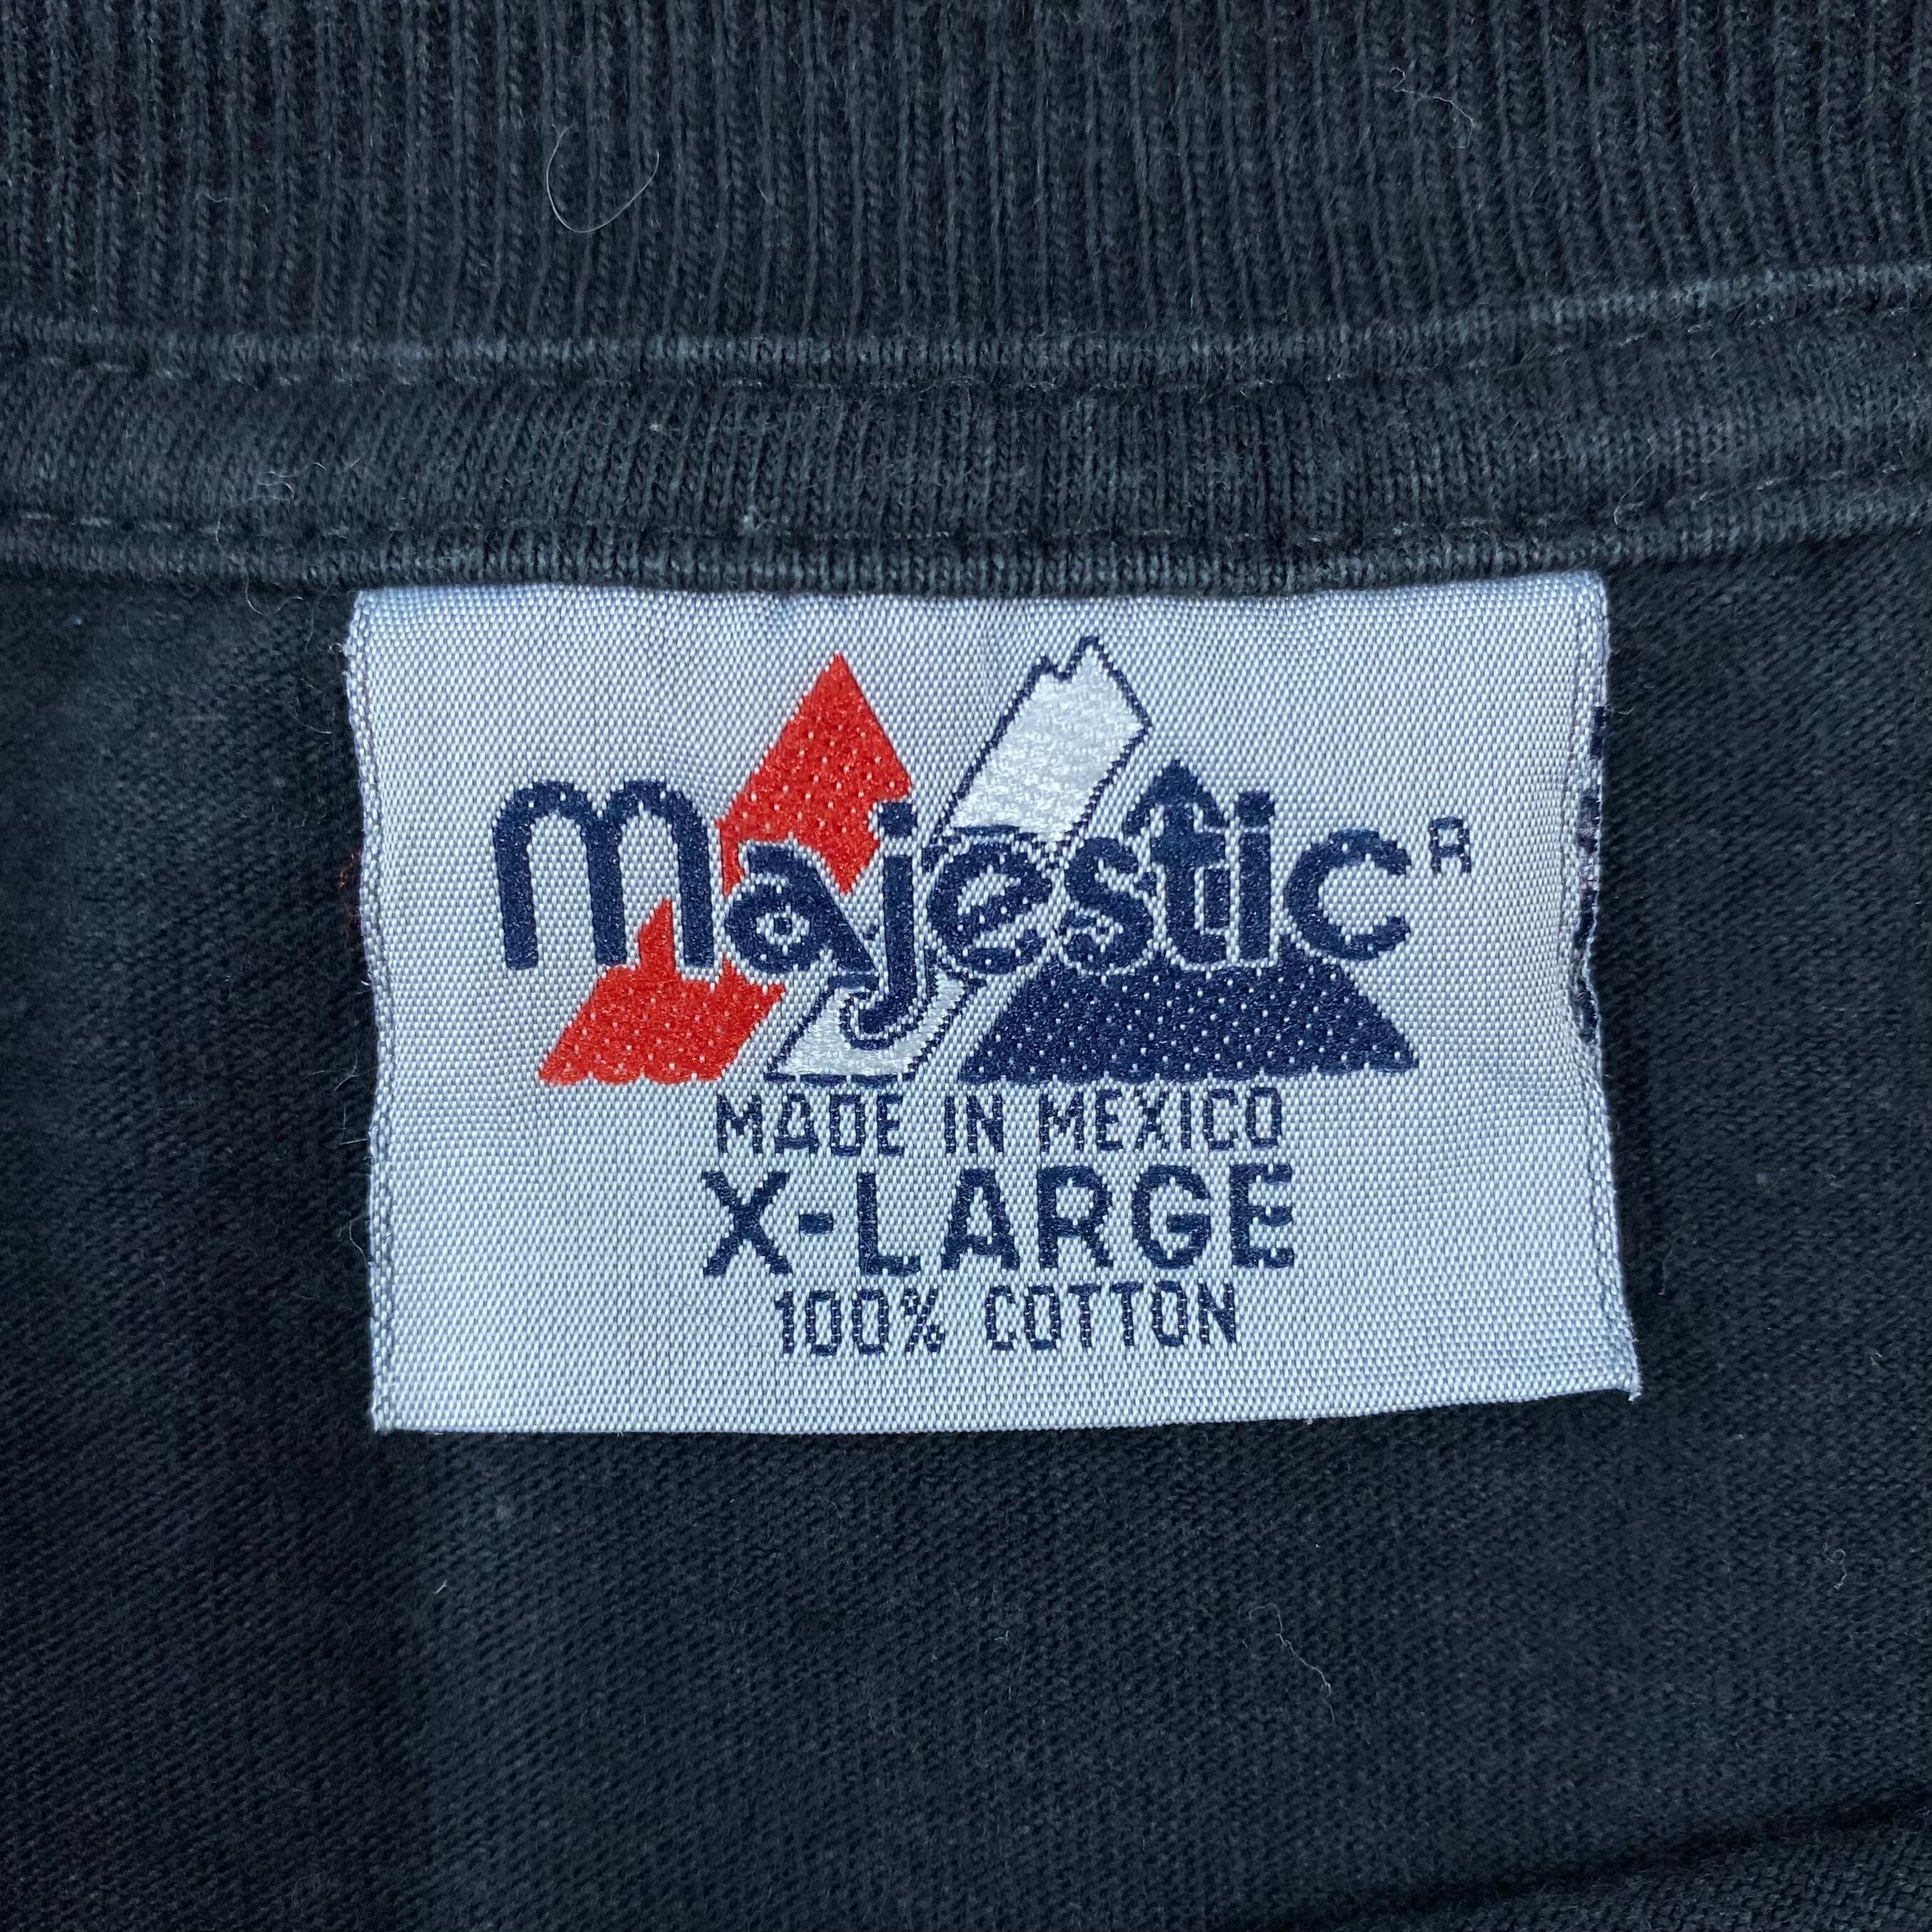 majestic R
MADE IN MEXICO
X-LARGE
100% COTTON